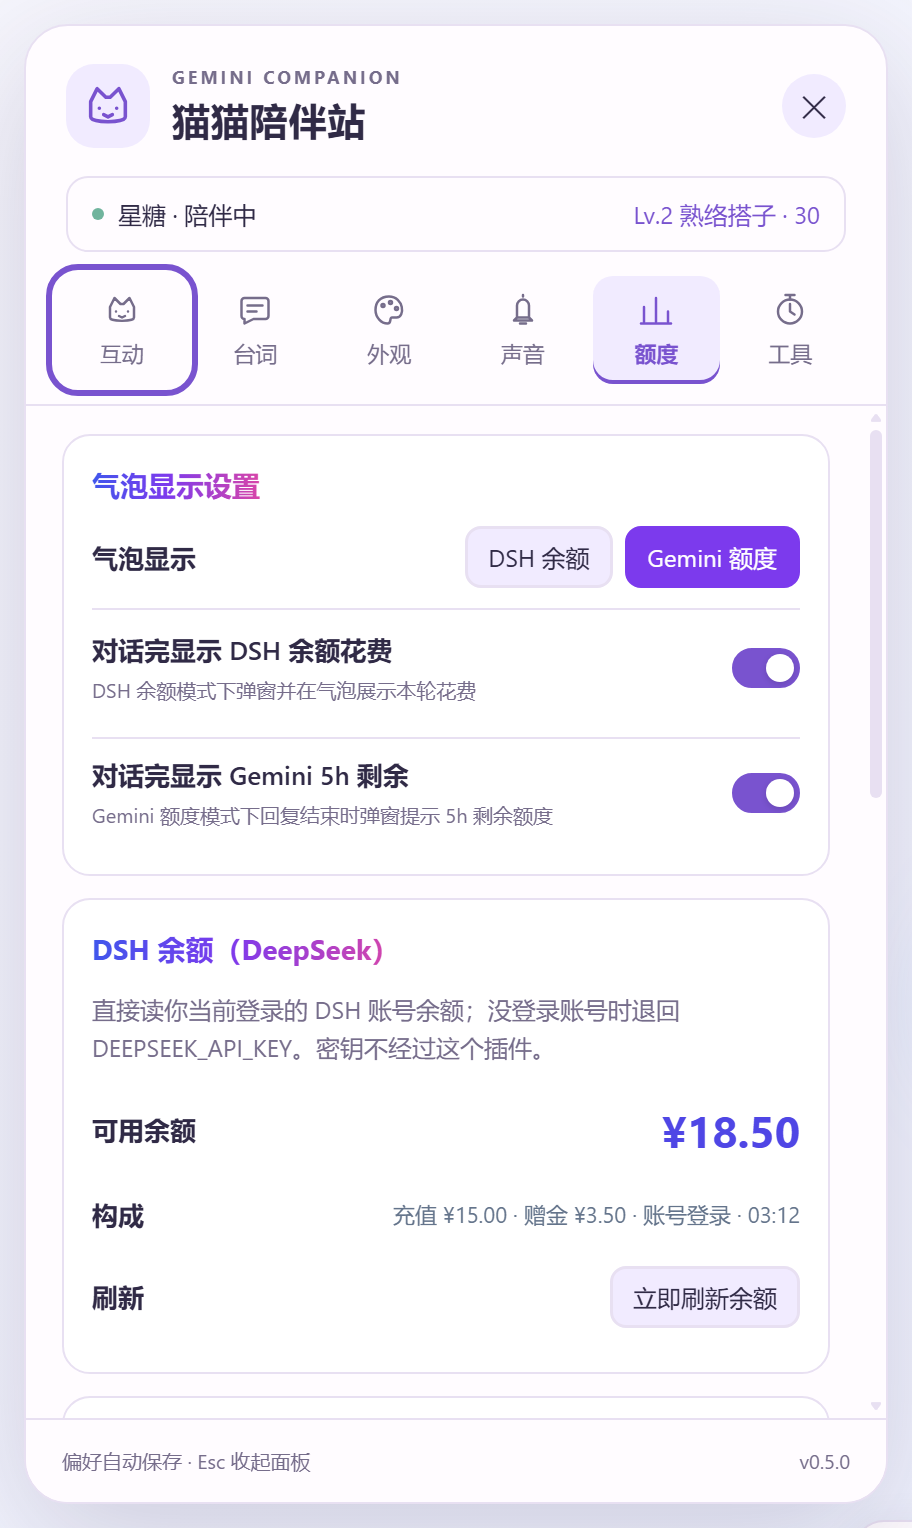 GEMINI COMPANION
猫猫陪伴站
星糖 · 陪伴中
Lv.2 熟络搭子 · 30
互动
台词
外观
声音
额度
工具
气泡显示设置
气泡显示
DSH 余额
Gemini 额度
对话完显示 DSH 余额花费
DSH 余额模式下弹窗并在气泡展示本轮花费
对话完显示 Gemini 5h 剩余
Gemini 额度模式下回复结束时弹窗提示 5h 剩余额度
DSH 余额（DeepSeek）
直接读你当前登录的 DSH 账号余额；没登录账号时退回
DEEPSEEK_API_KEY。密钥不经过这个插件。
可用余额
¥18.50
构成
充值 ¥15.00 · 赠金 ¥3.50 · 账号登录 · 03:12
刷新
立即刷新余额
偏好自动保存 · Esc 收起面板
v0.5.0